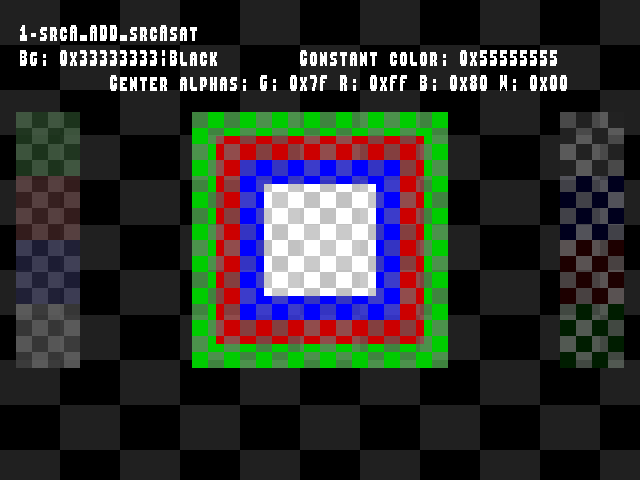 1-srcA_ADD_srcAsat
Bg: 0x33333333;Black Constant color: 0x55555555
Center alphas: G: 0x7f R: 0xff B: 0x80 W: 0x00